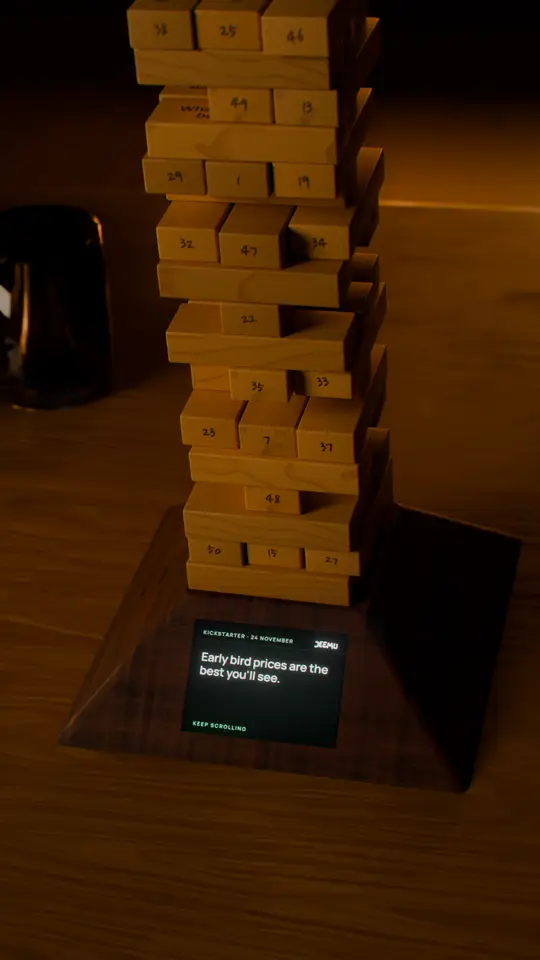 38 25 46
49 13
29 1 19
32 47 34
22
35 33
23 7 37
48
50 15 27
KICKSTARTER · 24 NOVEMBER
JEEMU
Early bird prices are the
best you'll see.
KEEP SCROLLING